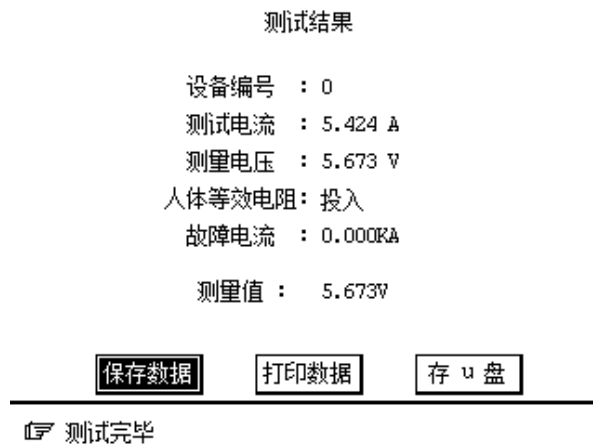 测试结果
设备编号 : 0
测试电流 : 5.424 A
测量电压 : 5.673 V
人体等效电阻: 投入
故障电流 : 0.000KA
测量值 : 5.673V
保存数据 打印数据 存 u 盘
测试完毕